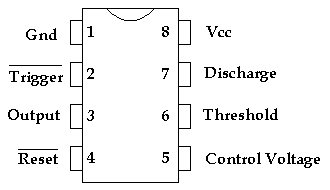 Gnd 1 8 Vcc
Trigger 2 7 Discharge
Output 3 6 Threshold
Reset 4 5 Control Voltage